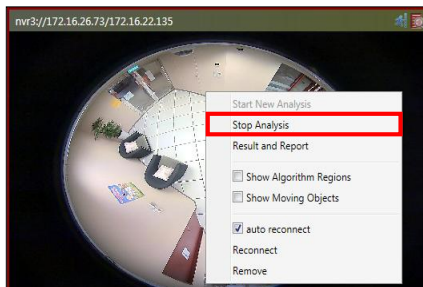 nvr3://172.16.26.73/172.16.22.135
Start New Analysis
Stop Analysis
Result and Report
Show Algorithm Regions
Show Moving Objects
auto reconnect
Reconnect
Remove